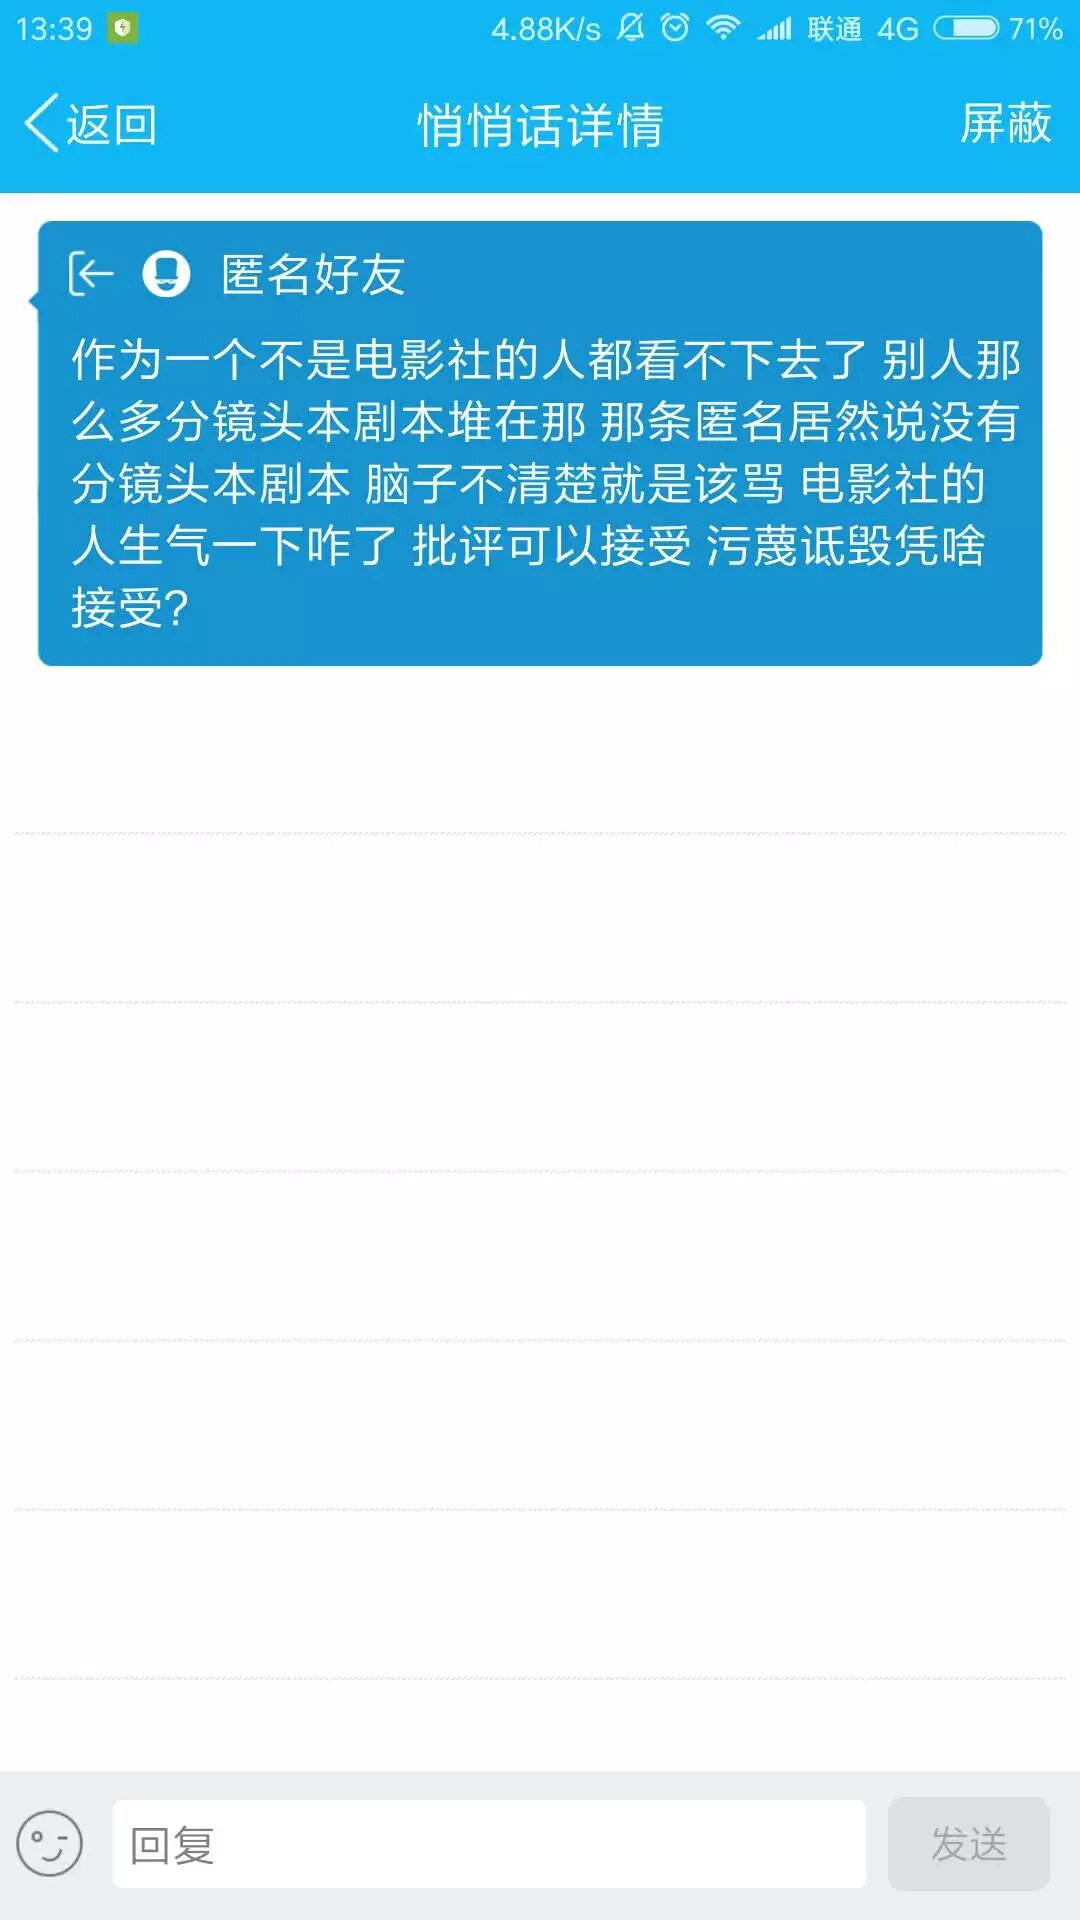 13:39 4.88K/s 联通 4G 71%
返回 悄悄话详情 屏蔽
匿名好友
作为一个不是电影社的人都看不下去了 别人那
么多分镜头本剧本堆在那 那条匿名居然说没有
分镜头本剧本 脑子不清楚就是该骂 电影社的
人生气一下咋了 批评可以接受 污蔑诋毁凭啥
接受?
回复 发送